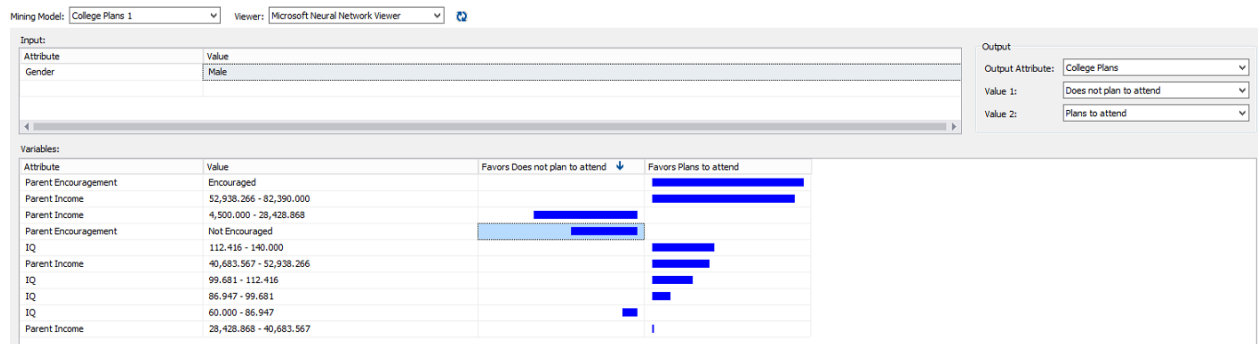 Mining Model: College Plans 1 Viewer: Microsoft Neural Network Viewer
Input:
Attribute Value
Gender Male
Output
Output Attribute: College Plans
Value 1: Does not plan to attend
Value 2: Plans to attend
Variables:
Attribute Value Favors Does not plan to attend Favors Plans to attend
Parent Encouragement Encouraged
Parent Income 52,938.266 - 82,390.000
Parent Income 4,500.000 - 28,428.868
Parent Encouragement Not Encouraged
IQ 112.416 - 140.000
Parent Income 40,683.567 - 52,938.266
IQ 99.681 - 112.416
IQ 86.947 - 99.681
IQ 60.000 - 86.947
Parent Income 28,428.868 - 40,683.567